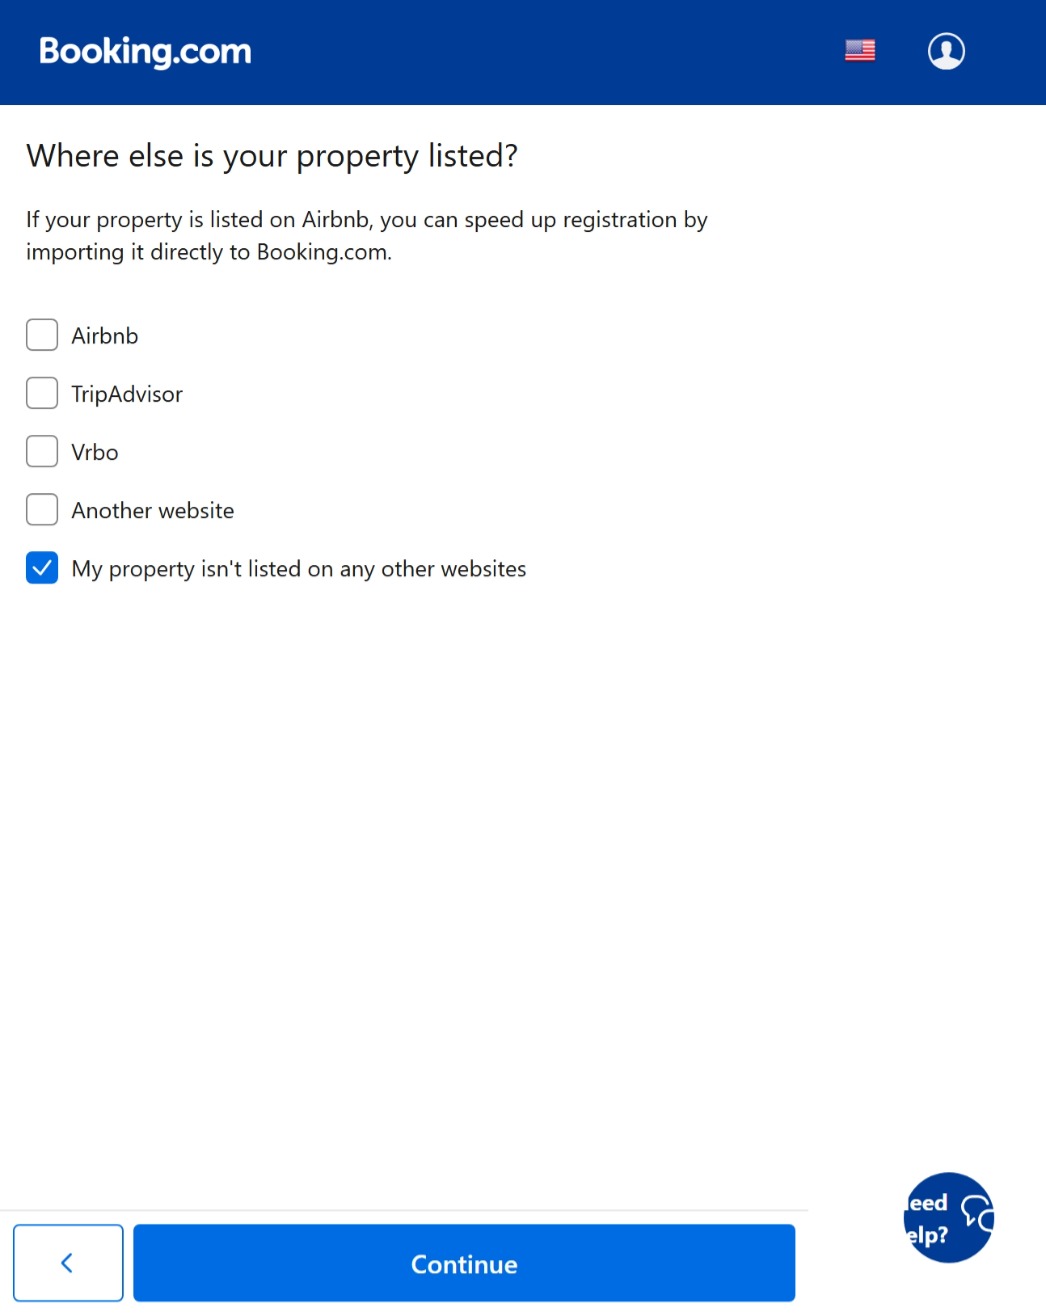 Booking.com
Where else is your property listed?
If your property is listed on Airbnb, you can speed up registration by
importing it directly to Booking.com.
Airbnb
TripAdvisor
Vrbo
Another website
My property isn't listed on any other websites
eed
elp?
Continue